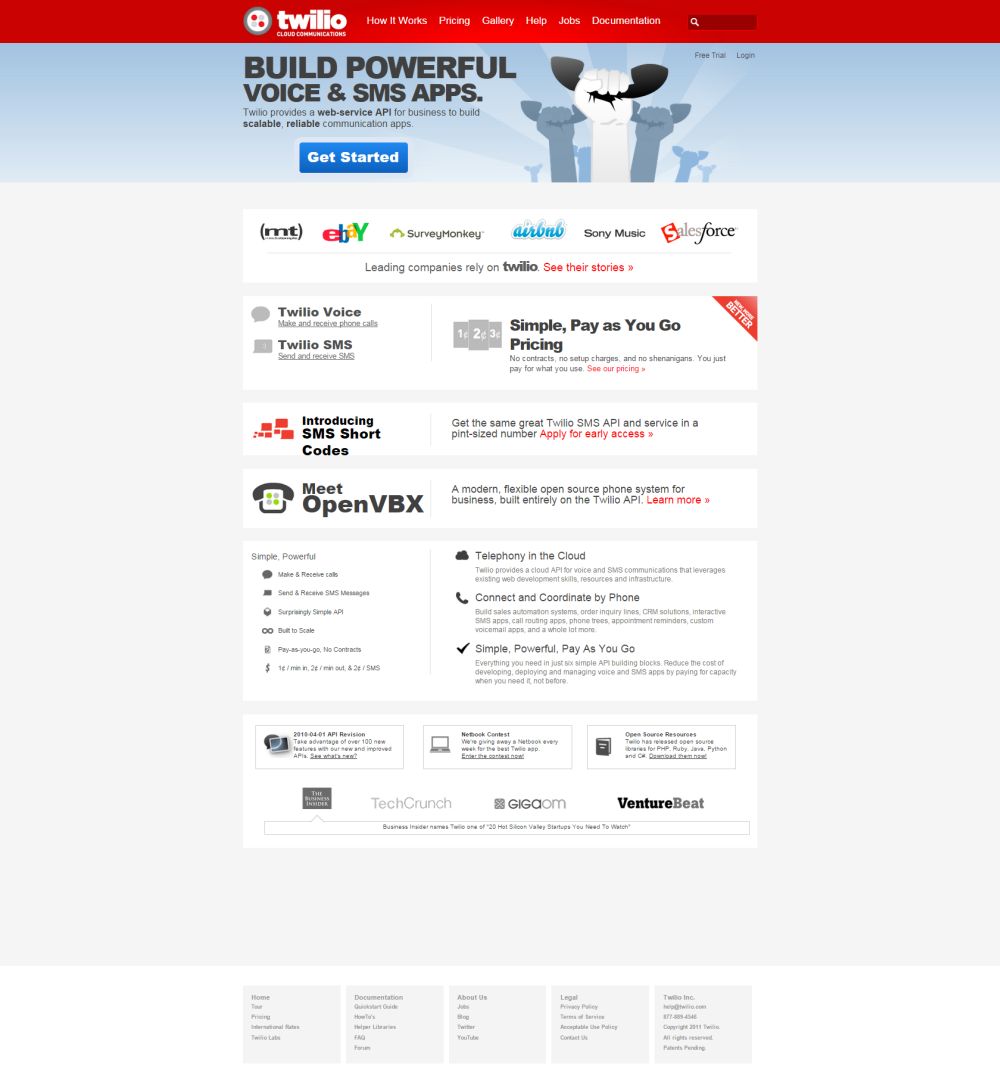 twilio
CLOUD COMMUNICATIONS
How It Works Pricing Gallery Help Jobs Documentation
Free Trial Login
BUILD POWERFUL
VOICE & SMS APPS.
Twilio provides a web-service API for business to build
scalable, reliable communication apps.
Get Started
(mt) ebaY SurveyMonkey airbnb Sony Music salesforce
Leading companies rely on twilio. See their stories »
Twilio Voice
Make and receive phone calls
Twilio SMS
Send and receive SMS
1¢ 2¢ 3¢
Simple, Pay as You Go
Pricing
No contracts, no setup charges, and no shenanigans. You just
pay for what you use. See our pricing »
BETTER
Introducing
SMS Short
Codes
Get the same great Twilio SMS API and service in a
pint-sized number Apply for early access »
Meet
OpenVBX
A modern, flexible open source phone system for
business, built entirely on the Twilio API. Learn more »
Simple, Powerful
Make & Receive calls
Send & Receive SMS Messages
Surprisingly Simple API
Built to Scale
Pay-as-you-go, No Contracts
1¢ / min in, 2¢ / min out, & 2¢ / SMS
Telephony in the Cloud
Twilio provides a cloud API for voice and SMS communications that leverages
existing web development skills, resources and infrastructure.
Connect and Coordinate by Phone
Build sales automation systems, order inquiry lines, CRM solutions, interactive
SMS apps, call routing apps, phone trees, appointment reminders, custom
voicemail apps, and a whole lot more.
Simple, Powerful, Pay As You Go
Everything you need in just six simple API building blocks. Reduce the cost of
developing, deploying and managing voice and SMS apps by paying for capacity
when you need it, not before.
2010-04-01 API Revision
Take advantage of over 100 new
features with our new and improved
APIs. See what's new?
Netbook Contest
We're giving away a Netbook every
week for the best Twilio app.
Enter the contest now!
Open Source Resources
Twilio has released open source
libraries for PHP, Ruby, Java, Python
and C#. Download them now!
THE
BUSINESS
INSIDER
TechCrunch
GIGAOM
VentureBeat
Business Insider names Twilio one of "20 Hot Silicon Valley Startups You Need To Watch"
Home
Tour
Pricing
International Rates
Twilio Labs
Documentation
Quickstart Guide
HowTo's
Helper Libraries
FAQ
Forum
About Us
Jobs
Blog
Twitter
YouTube
Legal
Privacy Policy
Terms of Service
Acceptable Use Policy
Contact Us
Twilio Inc.
help@twilio.com
877-889-4546
Copyright 2011 Twilio.
All rights reserved.
Patents Pending.